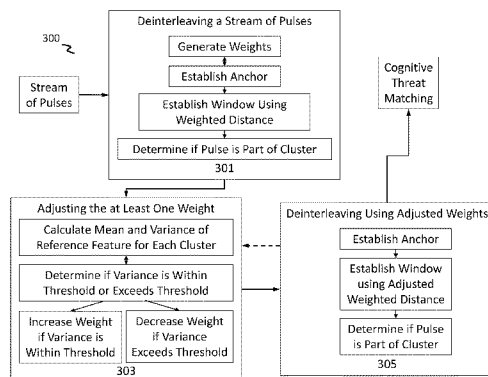 300
Deinterleaving a Stream of Pulses
Generate Weights
Establish Anchor
Establish Window Using
Weighted Distance
Determine if Pulse is Part of Cluster
301
Stream
of Pulses
Cognitive
Threat
Matching
Adjusting the at Least One Weight
Calculate Mean and Variance
of Reference Feature for Each Cluster
Determine if Variance is Within
Threshold or Exceeds Threshold
Increase Weight
if Variance is
Within Threshold
Decrease Weight
if Variance
Exceeds Threshold
303
Deinterleaving Using Adjusted Weights
Establish Anchor
Establish Window
using Adjusted
Weighted Distance
Determine if Pulse
is Part of Cluster
305